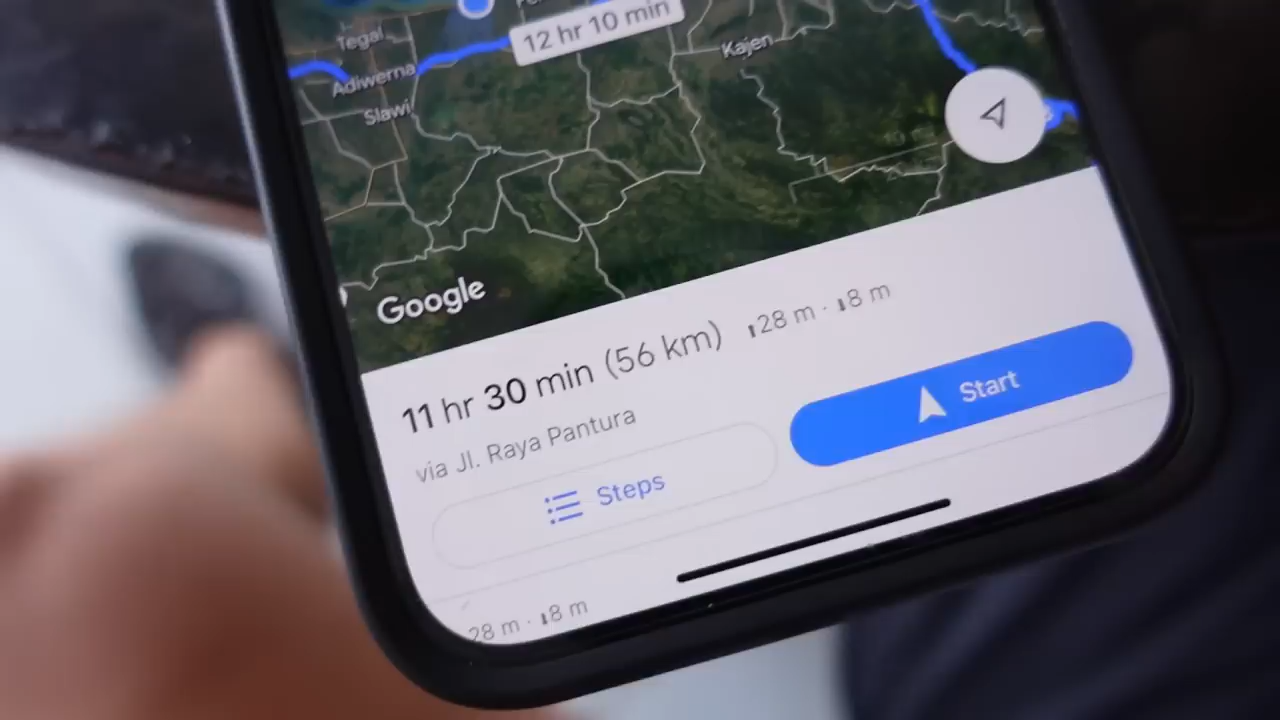 Tegal
12 hr 10 min
Kajen
Adiwerna
Slawi
Google
11 hr 30 min (56 km)
28 m · 8 m
via Jl. Raya Pantura
Start
Steps
28 m · 8 m